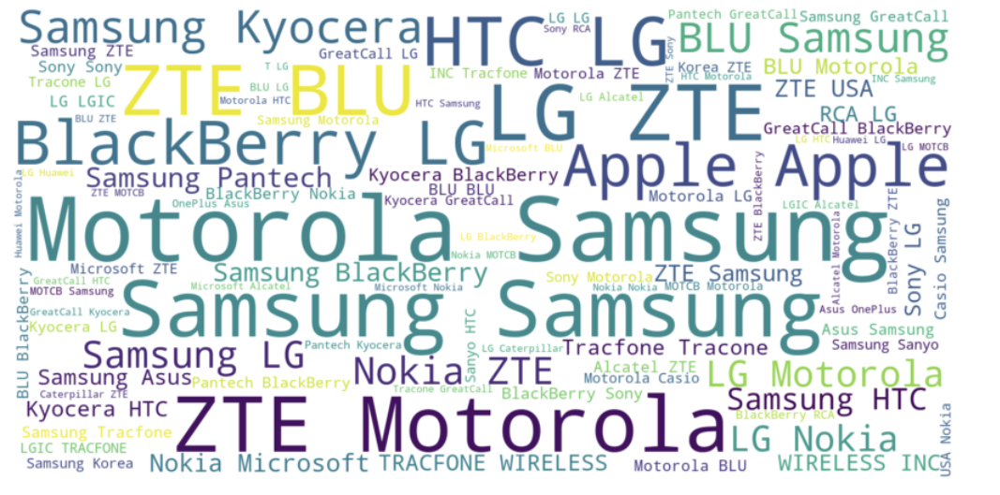 Samsung Kyocera
HTC LG
LG LG
Sony RCA
Pantech GreatCall
Samsung GreatCall
BLU Samsung
Samsung ZTE
GreatCall LG
ZTE Sony
Sony Sony
T LG
INC Tracfone
Motorola ZTE
Korea ZTE
HTC Motorola
BLU Motorola
INC Samsung
Tracone LG
ZTE BLU
BLU LG
Motorola HTC
HTC Samsung
LG Alcatel
ZTE USA
LG LGIC
BLU ZTE
Samsung Motorola
LG ZTE
RCA LG
GreatCall BlackBerry
BlackBerry LG
Microsoft BLU
LG HTC
Huawei LG
LG MOTCB
LG Huawei
Samsung Pantech
Kyocera BlackBerry
Apple Apple
ZTE MOTCB
BlackBerry Nokia
BLU BLU
OnePlus Asus
Kyocera GreatCall
Motorola LG
ZTE BlackBerry
LGIC Alcatel
BlackBerry ZTE
Huawei Motorola
Motorola Samsung
LG BlackBerry
Nokia MOTCB
Alcatel Motorola
Sony LG
Casio Samsung
Microsoft ZTE
Samsung BlackBerry
Sony Motorola
ZTE Samsung
GreatCall HTC
MOTCB Samsung
Microsoft Alcatel
Microsoft Nokia
Nokia Nokia
MOTCB Motorola
BLU BlackBerry
GreatCall Kyocera
Samsung Samsung
Asus OnePlus
Kyocera LG
Sanyo HTC
Asus Samsung
Samsung LG
Pantech Kyocera
LG Caterpillar
Tracfone Tracone
Samsung Sanyo
Samsung Asus
Pantech BlackBerry
Nokia ZTE
Alcatel ZTE
Motorola Casio
LG Motorola
Caterpillar ZTE
Tracone GreatCall
BlackBerry Sony
Samsung HTC
Kyocera HTC
ZTE Motorola
BlackBerry RCA
Samsung Tracfone
LG Nokia
USA Nokia
LGIC TRACFONE
Samsung Korea
Nokia Microsoft
TRACFONE WIRELESS
Motorola BLU
WIRELESS INC